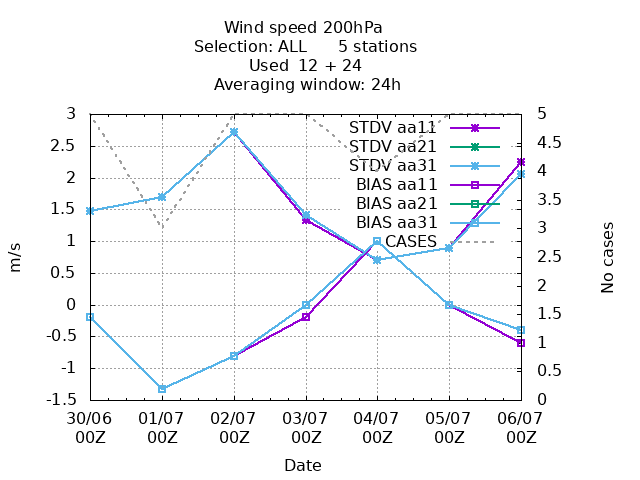 Wind speed 200hPa
Selection: ALL      5 stations
Used  12 + 24
Averaging window: 24h
3
2.5
2
1.5
1
0.5
0
-0.5
-1
-1.5
m/s
STDV aa11
STDV aa21
STDV aa31
BIAS aa11
BIAS aa21
BIAS aa31
CASES
5
4.5
4
3.5
3
2.5
2
1.5
1
0.5
0
No cases
30/06 01/07 02/07 03/07 04/07 05/07 06/07
00Z 00Z 00Z 00Z 00Z 00Z 00Z
Date